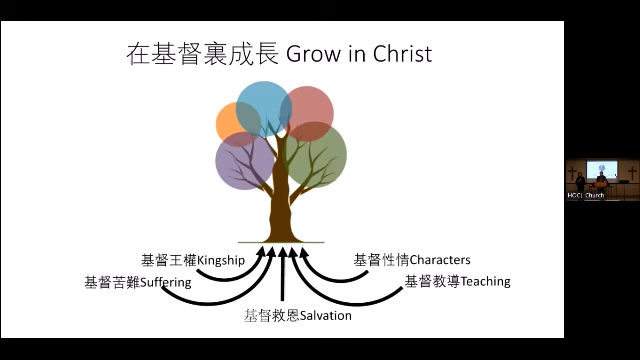 在基督裏成長 Grow in Christ
基督王權Kingship
基督性情Characters
基督苦難Suffering
基督教導Teaching
基督救恩Salvation
HOCL Church